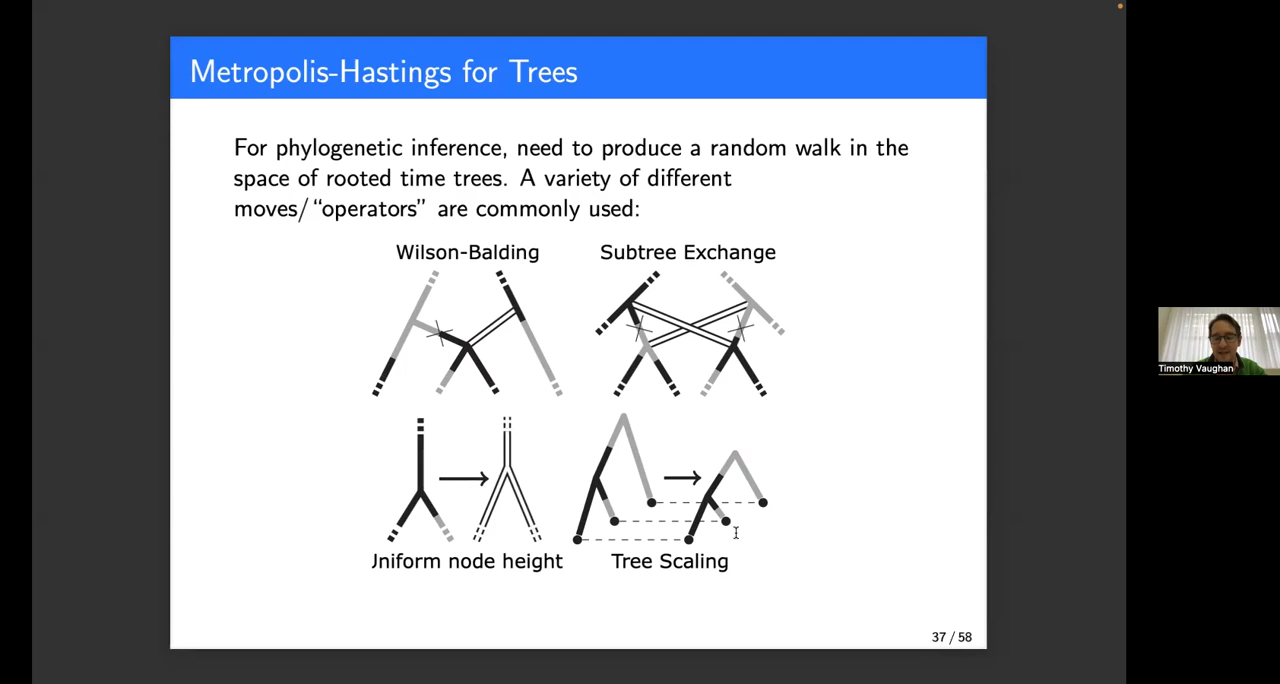 Metropolis-Hastings for Trees
For phylogenetic inference, need to produce a random walk in the
space of rooted time trees. A variety of different
moves/“operators” are commonly used:
Wilson-Balding
Subtree Exchange
Uniform node height
Tree Scaling
37 / 58
Timothy Vaughan